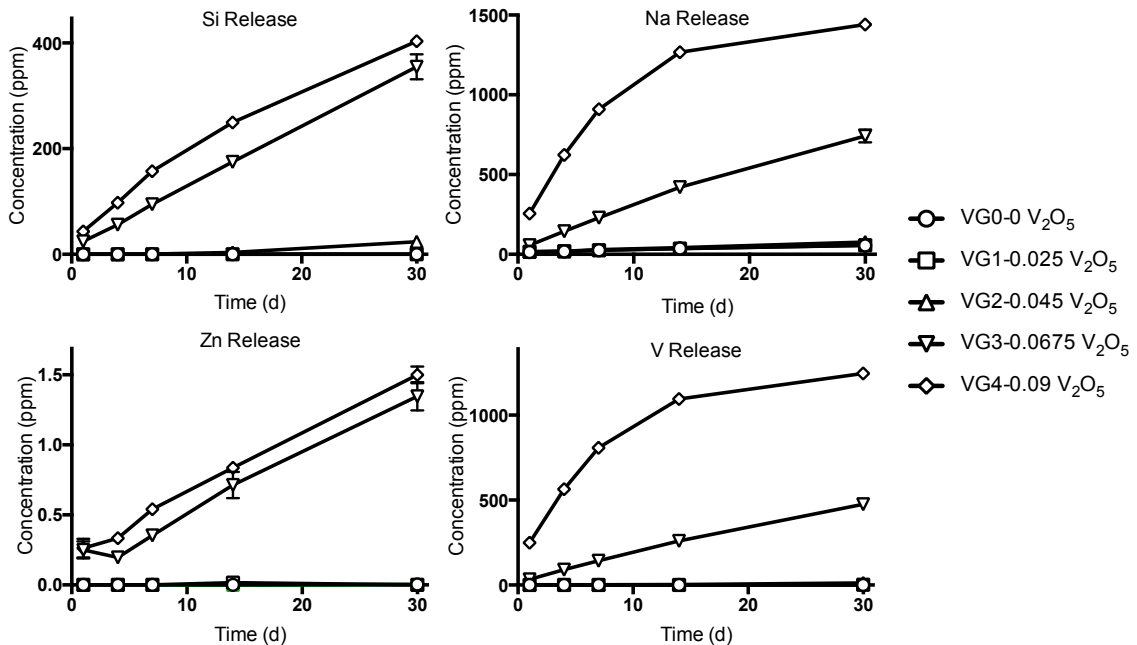 Si Release
Concentration (ppm)
400
200
0
0 10 20 30
Time (d)
Na Release
Concentration (ppm)
1500
1000
500
0
0 10 20 30
Time (d)
Zn Release
Concentration (ppm)
1.5
1.0
0.5
0.0
0 10 20 30
Time (d)
V Release
Concentration (ppm)
1000
500
0
0 10 20 30
Time (d)
VG0-0 V₂O₅
VG1-0.025 V₂O₅
VG2-0.045 V₂O₅
VG3-0.0675 V₂O₅
VG4-0.09 V₂O₅